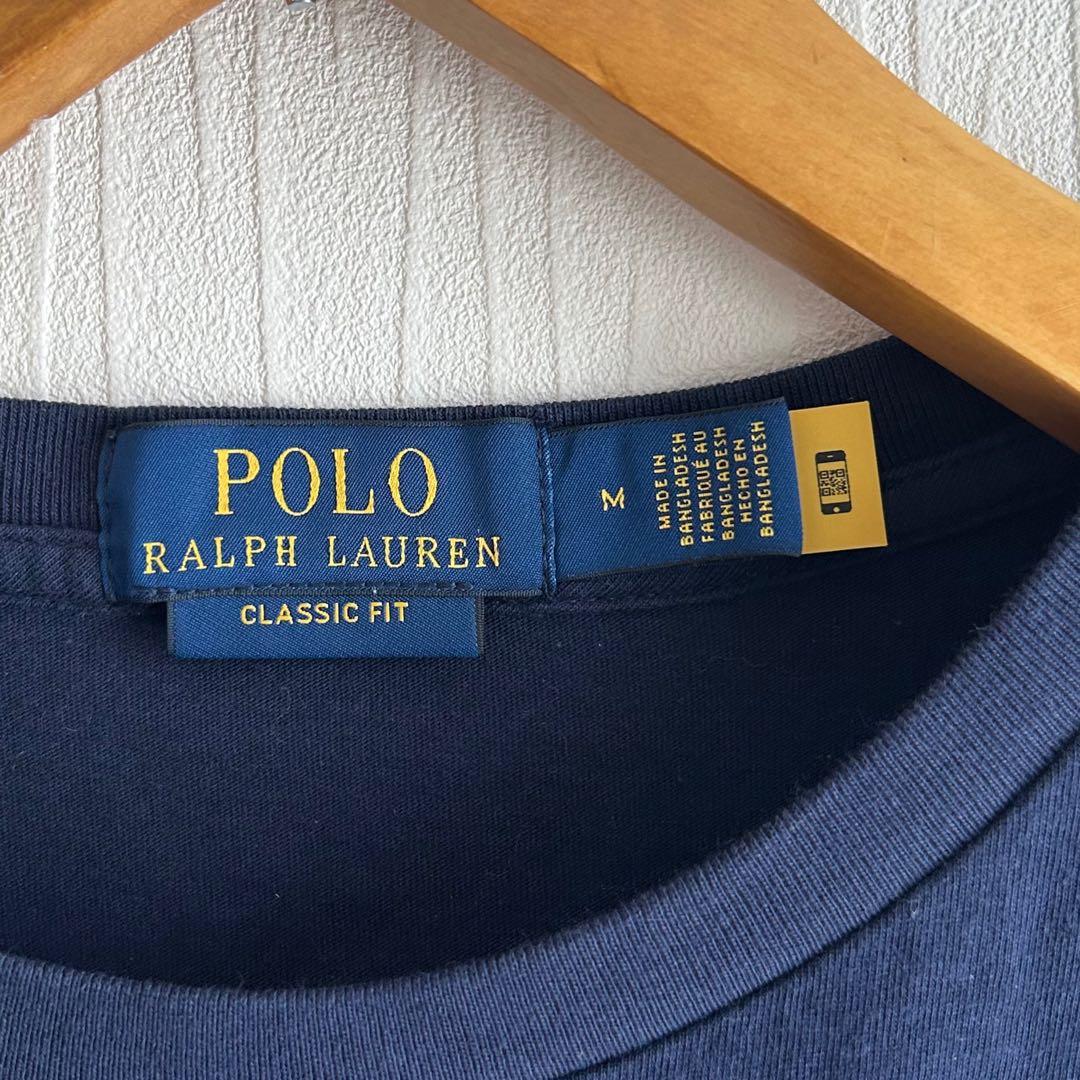 POLO
RALPH LAUREN
CLASSIC FIT
M
MADE IN
BANGLADESH
FABRIQUÉ AU
BANGLADESH
HECHO EN
BANGLADESH